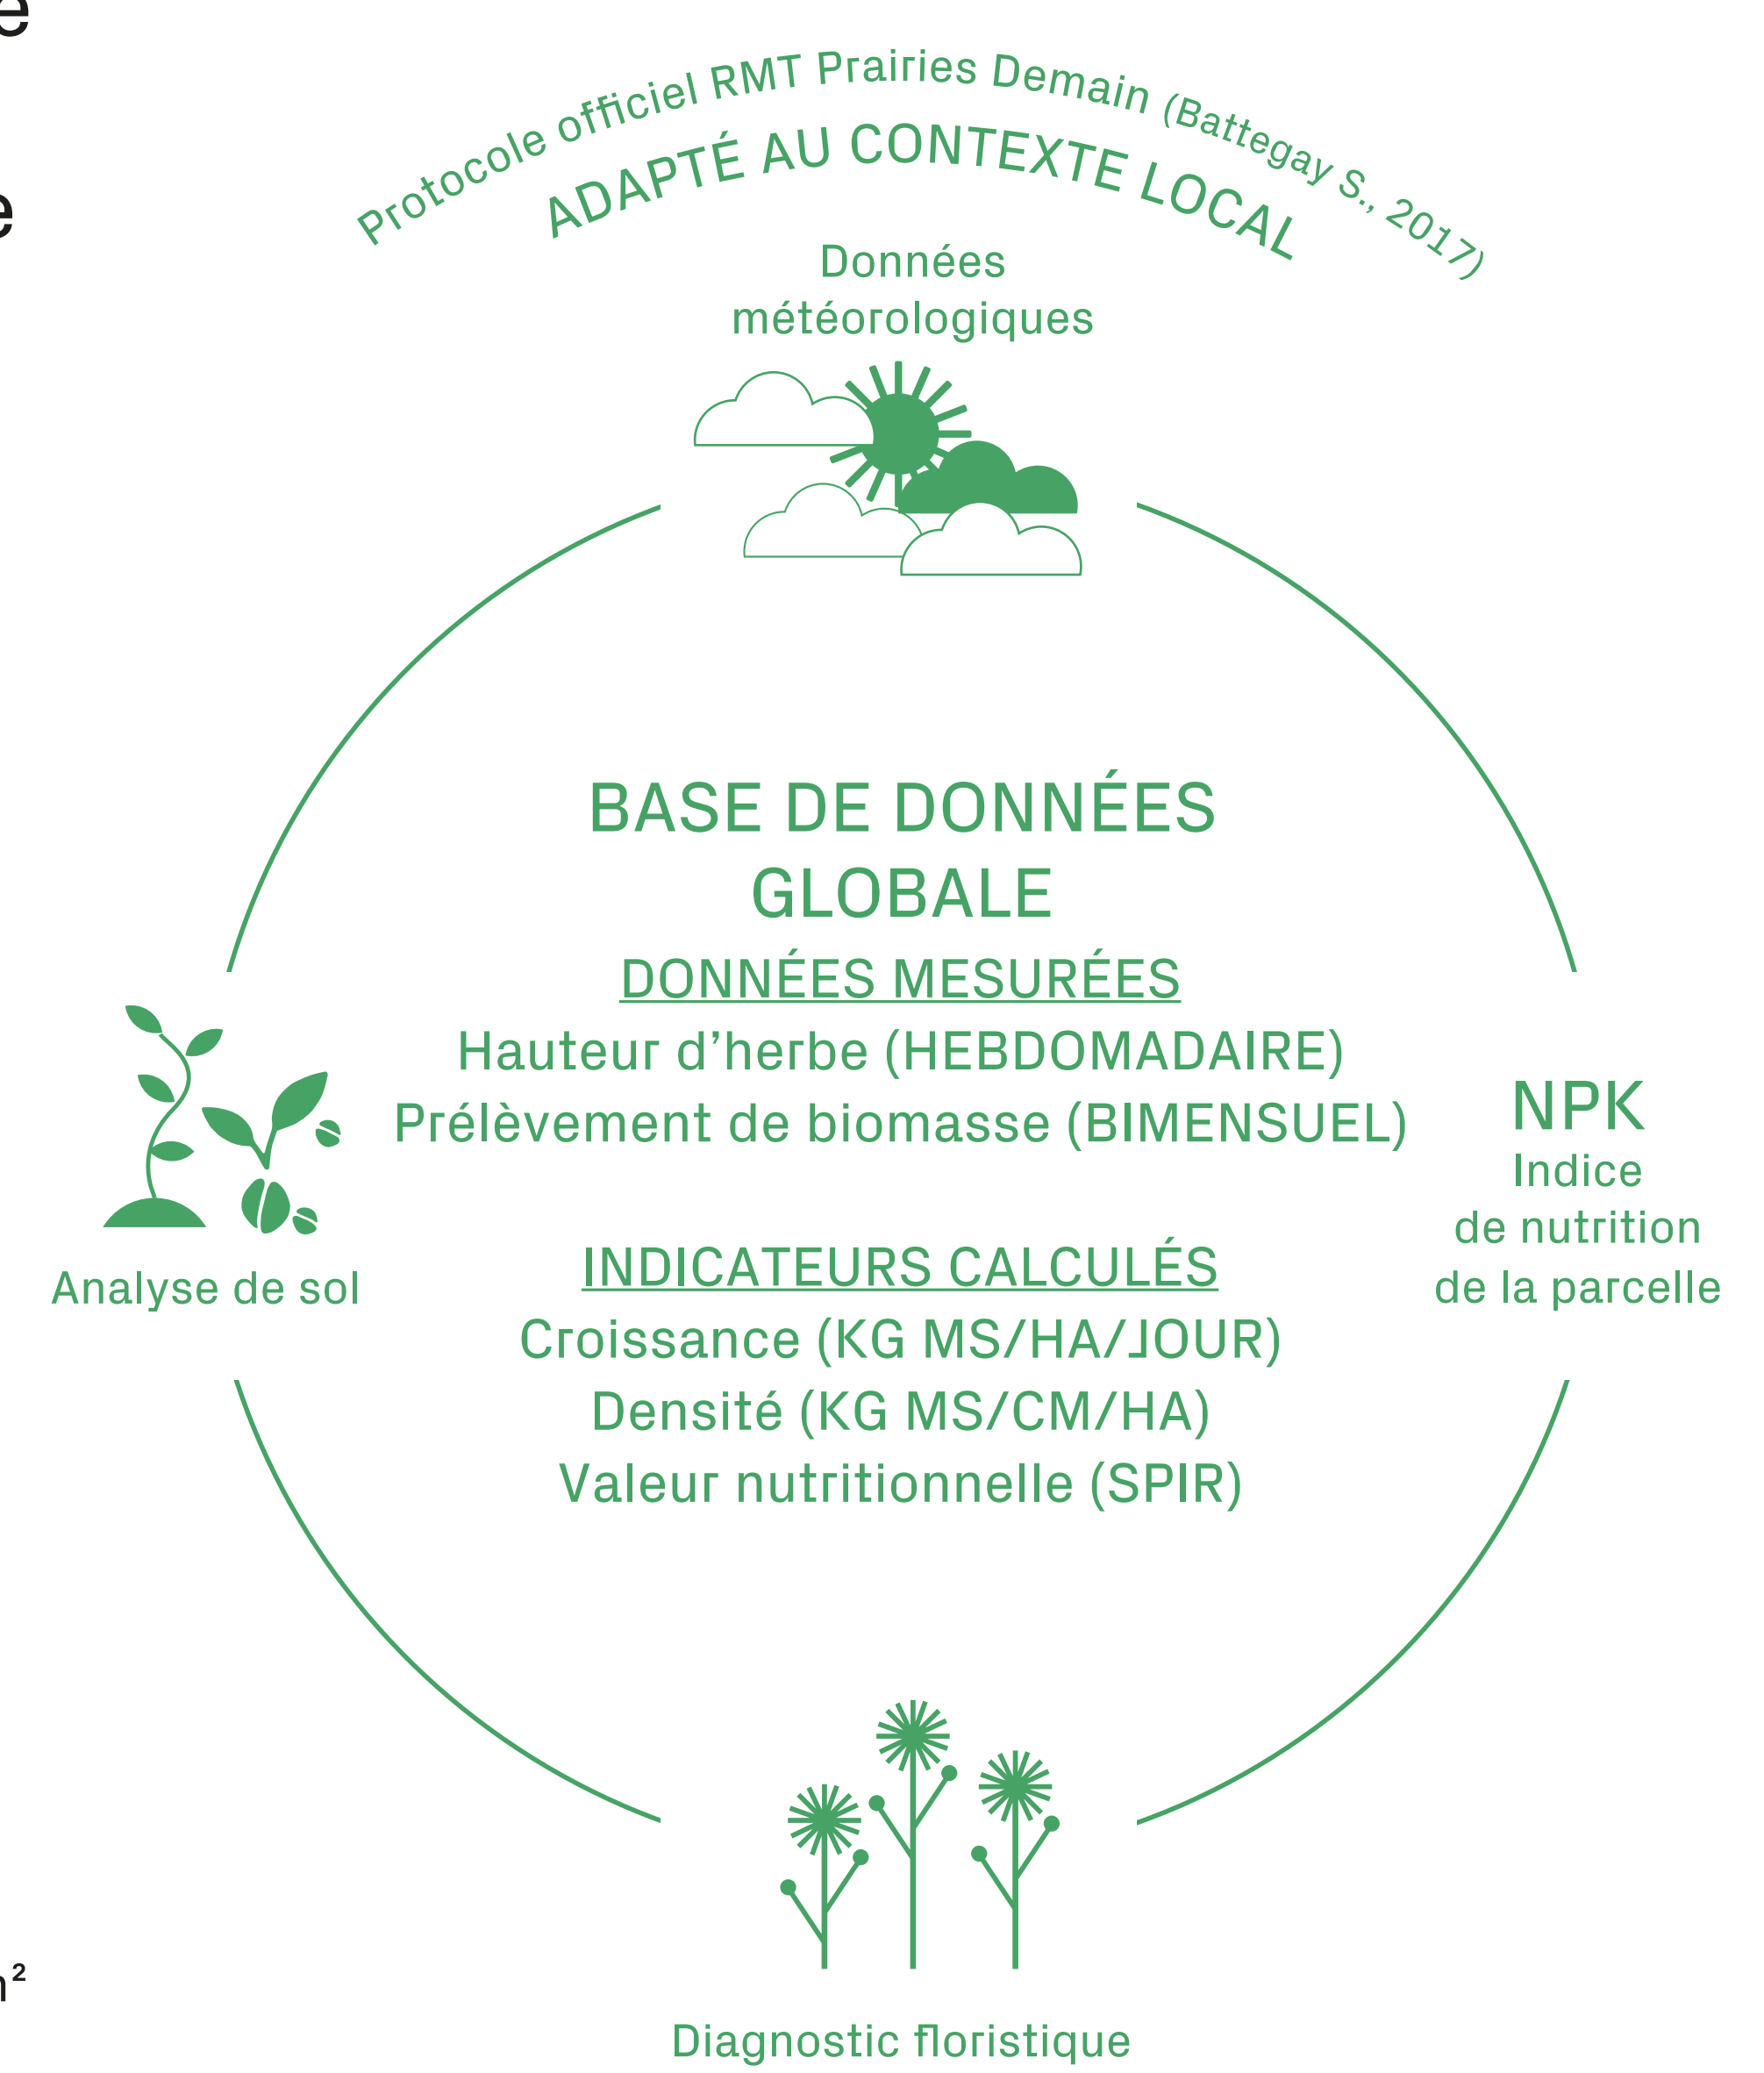 Protocole officiel RMT Prairies Demain (Battegay S., 2017)
ADAPTÉ AU CONTEXTE LOCAL
Données
météorologiques
BASE DE DONNÉES
GLOBALE
DONNÉES MESURÉES
Hauteur d’herbe (HEBDOMADAIRE)
Prélèvement de biomasse (BIMENSUEL)
INDICATEURS CALCULÉS
Croissance (KG MS/HA/JOUR)
Densité (KG MS/CM/HA)
Valeur nutritionnelle (SPIR)
Analyse de sol
NPK
Indice
de nutrition
de la parcelle
Diagnostic floristique